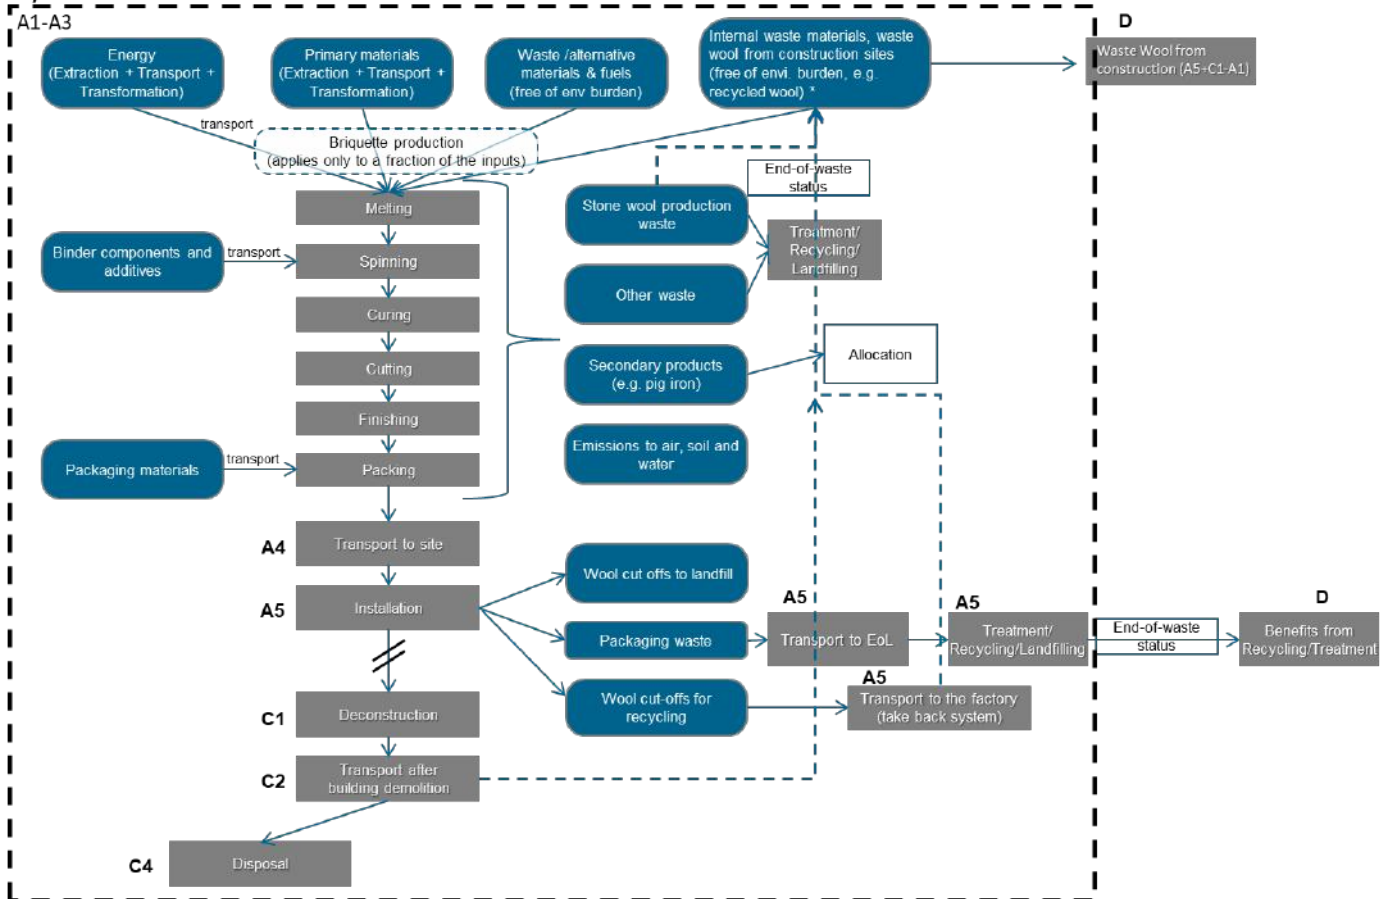 A1-A3
D
Energy
(Extraction + Transport +
Transformation)
Primary materials
(Extraction + Transport +
Transformation)
Waste /alternative
materials & fuels
(free of env burden)
Internal waste materials, waste
wool from construction sites
(free of envi. burden, e.g.
recycled wool) *
Waste Wool from
construction (A5+C1-A1)
transport
Briquette production
(applies only to a fraction of the inputs)
End-of-waste
status
Melting
Stone wool production
waste
Treatment/
Recycling/
Landfilling
Binder components and
additives
transport
Spinning
Other waste
Curing
Cutting
Secondary products
(e.g. pig iron)
Allocation
Finishing
Emissions to air, soil and
water
Packaging materials
transport
Packing
A4
Transport to site
Wool cut offs to landfill
A5
Installation
A5
A5
D
Packaging waste
Transport to EoL
Treatment/
Recycling/Landfilling
End-of-waste
status
Benefits from
Recycling/Treatment
A5
Wool cut-offs for
recycling
Transport to the factory
(take back system)
C1
Deconstruction
C2
Transport after
building demolition
C4
Disposal